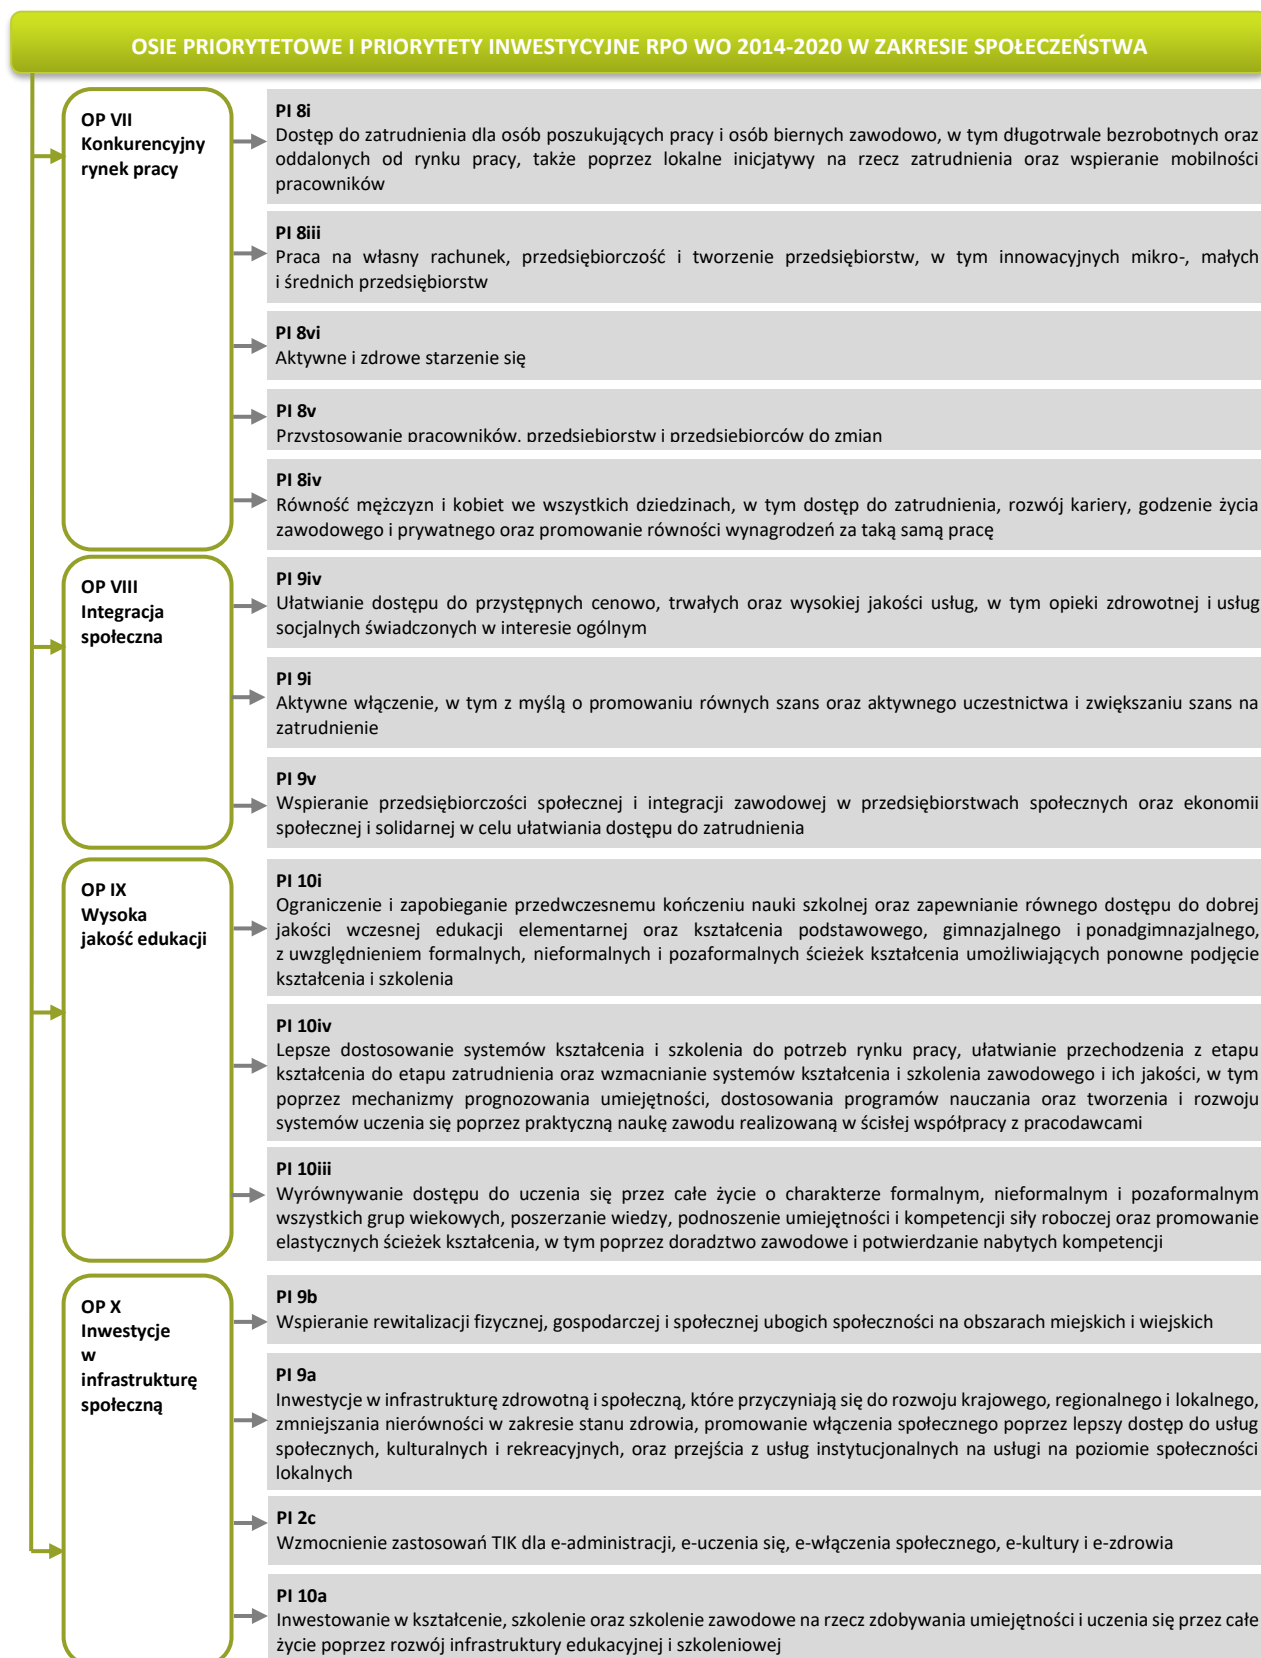 OSIE PRIORYTETOWE I PRIORYTETY INWESTYCYJNE RPO WO 2014-2020 W ZAKRESIE SPOŁECZEŃSTWA
OP VII
Konkurencyjny
rynek pracy
PI 8i
Dostęp do zatrudnienia dla osób poszukujących pracy i osób biernych zawodowo, w tym długotrwale bezrobotnych oraz
oddalonych od rynku pracy, także poprzez lokalne inicjatywy na rzecz zatrudnienia oraz wspieranie mobilności
pracowników
PI 8iii
Praca na własny rachunek, przedsiębiorczość i tworzenie przedsiębiorstw, w tym innowacyjnych mikro-, małych
i średnich przedsiębiorstw
PI 8vi
Aktywne i zdrowe starzenie się
PI 8v
Przystosowanie pracowników, przedsiębiorstw i przedsiębiorców do zmian
PI 8iv
Równość mężczyzn i kobiet we wszystkich dziedzinach, w tym dostęp do zatrudnienia, rozwój kariery, godzenie życia
zawodowego i prywatnego oraz promowanie równości wynagrodzeń za taką samą pracę
OP VIII
Integracja
społeczna
PI 9iv
Ułatwianie dostępu do przystępnych cenowo, trwałych oraz wysokiej jakości usług, w tym opieki zdrowotnej i usług
socjalnych świadczonych w interesie ogólnym
PI 9i
Aktywne włączenie, w tym z myślą o promowaniu równych szans oraz aktywnego uczestnictwa i zwiększaniu szans na
zatrudnienie
PI 9v
Wspieranie przedsiębiorczości społecznej i integracji zawodowej w przedsiębiorstwach społecznych oraz ekonomii
społecznej i solidarnej w celu ułatwiania dostępu do zatrudnienia
OP IX
Wysoka
jakość edukacji
PI 10i
Ograniczenie i zapobieganie przedwczesnemu kończeniu nauki szkolnej oraz zapewnianie równego dostępu do dobrej
jakości wczesnej edukacji elementarnej oraz kształcenia podstawowego, gimnazjalnego i ponadgimnazjalnego,
z uwzględnieniem formalnych, nieformalnych i pozaformalnych ścieżek kształcenia umożliwiających ponowne podjęcie
kształcenia i szkolenia
PI 10iv
Lepsze dostosowanie systemów kształcenia i szkolenia do potrzeb rynku pracy, ułatwianie przechodzenia z etapu
kształcenia do etapu zatrudnienia oraz wzmacnianie systemów kształcenia i szkolenia zawodowego i ich jakości, w tym
poprzez mechanizmy prognozowania umiejętności, dostosowania programów nauczania oraz tworzenia i rozwoju
systemów uczenia się poprzez praktyczną naukę zawodu realizowaną w ścisłej współpracy z pracodawcami
PI 10iii
Wyrównywanie dostępu do uczenia się przez całe życie o charakterze formalnym, nieformalnym i pozaformalnym
wszystkich grup wiekowych, poszerzanie wiedzy, podnoszenie umiejętności i kompetencji siły roboczej oraz promowanie
elastycznych ścieżek kształcenia, w tym poprzez doradztwo zawodowe i potwierdzanie nabytych kompetencji
OP X
Inwestycje
w
infrastrukturę
społeczną
PI 9b
Wspieranie rewitalizacji fizycznej, gospodarczej i społecznej ubogich społeczności na obszarach miejskich i wiejskich
PI 9a
Inwestycje w infrastrukturę zdrowotną i społeczną, które przyczyniają się do rozwoju krajowego, regionalnego i lokalnego,
zmniejszania nierówności w zakresie stanu zdrowia, promowanie włączenia społecznego poprzez lepszy dostęp do usług
społecznych, kulturalnych i rekreacyjnych, oraz przejścia z usług instytucjonalnych na usługi na poziomie społeczności
lokalnych
PI 2c
Wzmocnienie zastosowań TIK dla e-administracji, e-uczenia się, e-włączenia społecznego, e-kultury i e-zdrowia
PI 10a
Inwestowanie w kształcenie, szkolenie oraz szkolenie zawodowe na rzecz zdobywania umiejętności i uczenia się przez całe
życie poprzez rozwój infrastruktury edukacyjnej i szkoleniowej